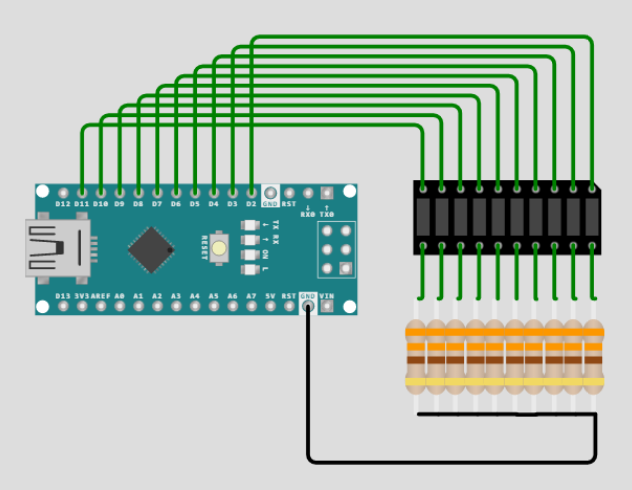 D12 D11 D10 D9 D8 D7 D6 D5 D4 D3 D2 GND RST
RX0 TX0
RESET
TX
RX
ON
L
D13 3V3 AREF A0 A1 A2 A3 A4 A5 A6 A7 5V RST GND VIN